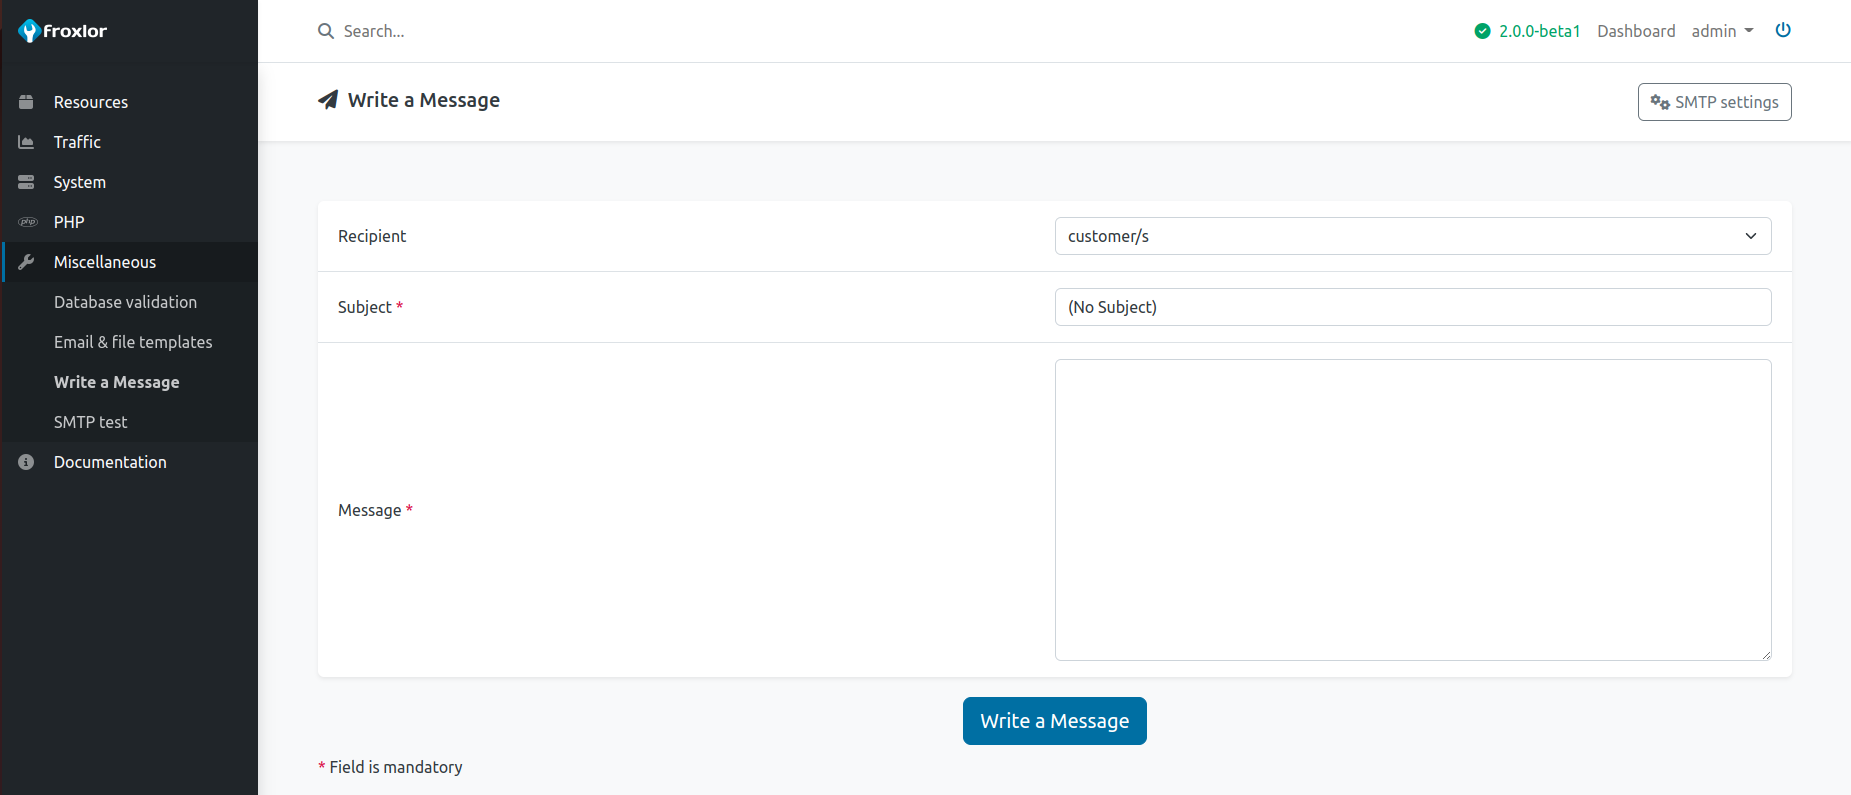 froxlor
Search...
2.0.0-beta1 Dashboard admin
Write a Message
SMTP settings
Resources
Traffic
System
php PHP
Miscellaneous
Database validation
Email & file templates
Write a Message
SMTP test
Documentation
Recipient
customer/s
Subject *
(No Subject)
Message *
Write a Message
* Field is mandatory